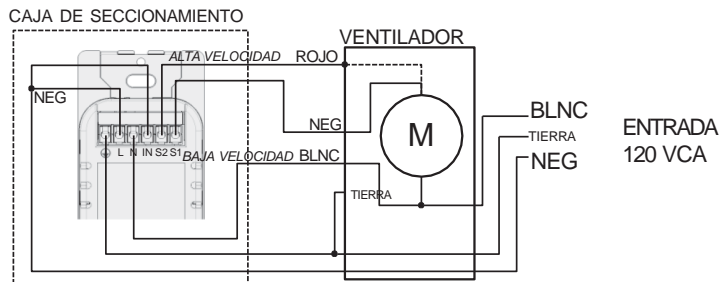 CAJA DE SECCIONAMIENTO
VENTILADOR
ALTA VELOCIDAD ROJO
NEG
NEG
BLNC
TIERRA
NEG
ENTRADA
120 VCA
M
L N IN S2 S1
BAJA VELOCIDAD BLNC
TIERRA